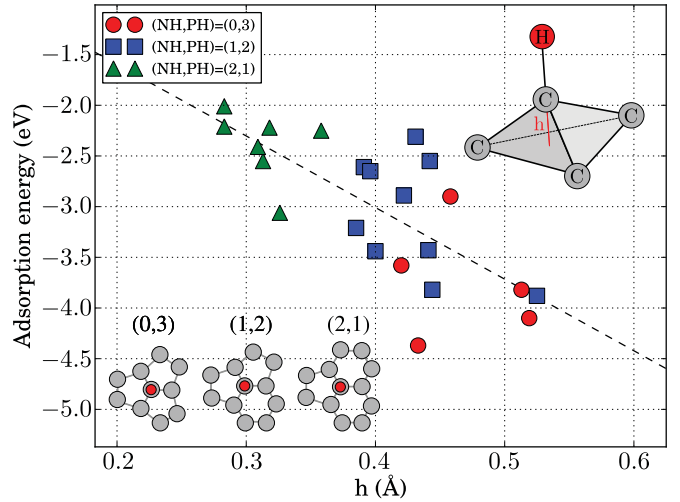 (NH,PH)=(0,3)
(NH,PH)=(1,2)
(NH,PH)=(2,1)
H
C
C
C
C
h
−1.5
−2.0
−2.5
−3.0
−3.5
−4.0
−4.5
−5.0
Adsorption energy (eV)
(0,3) (1,2) (2,1)
0.2 0.3 0.4 0.5 0.6
h (Å)